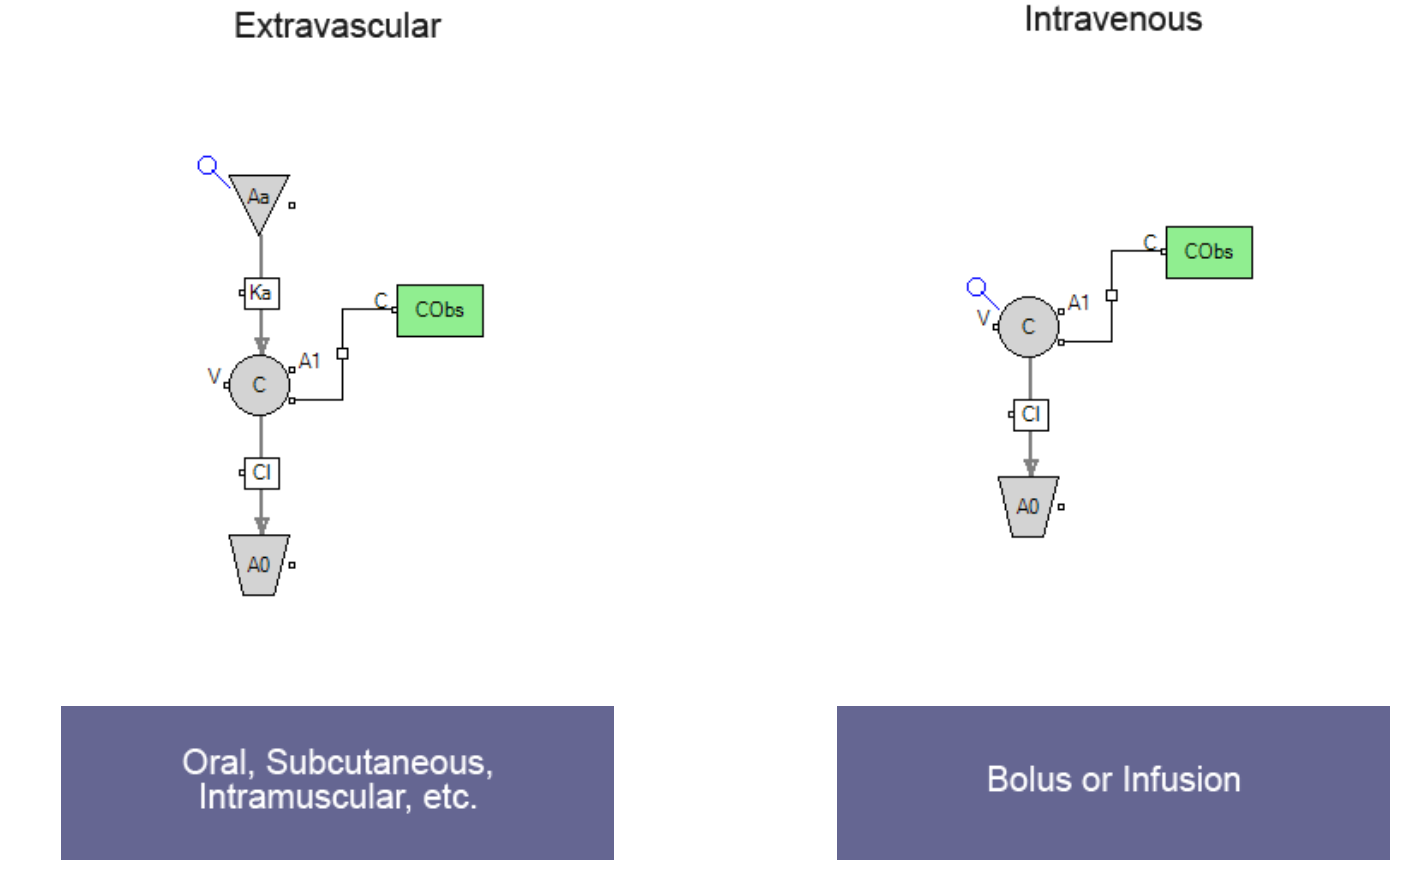 Extravascular
Aa
Ka
C
CObs
A1
V
C
Cl
A0
Oral, Subcutaneous,
Intramuscular, etc.
Intravenous
C
CObs
A1
V
C
Cl
A0
Bolus or Infusion